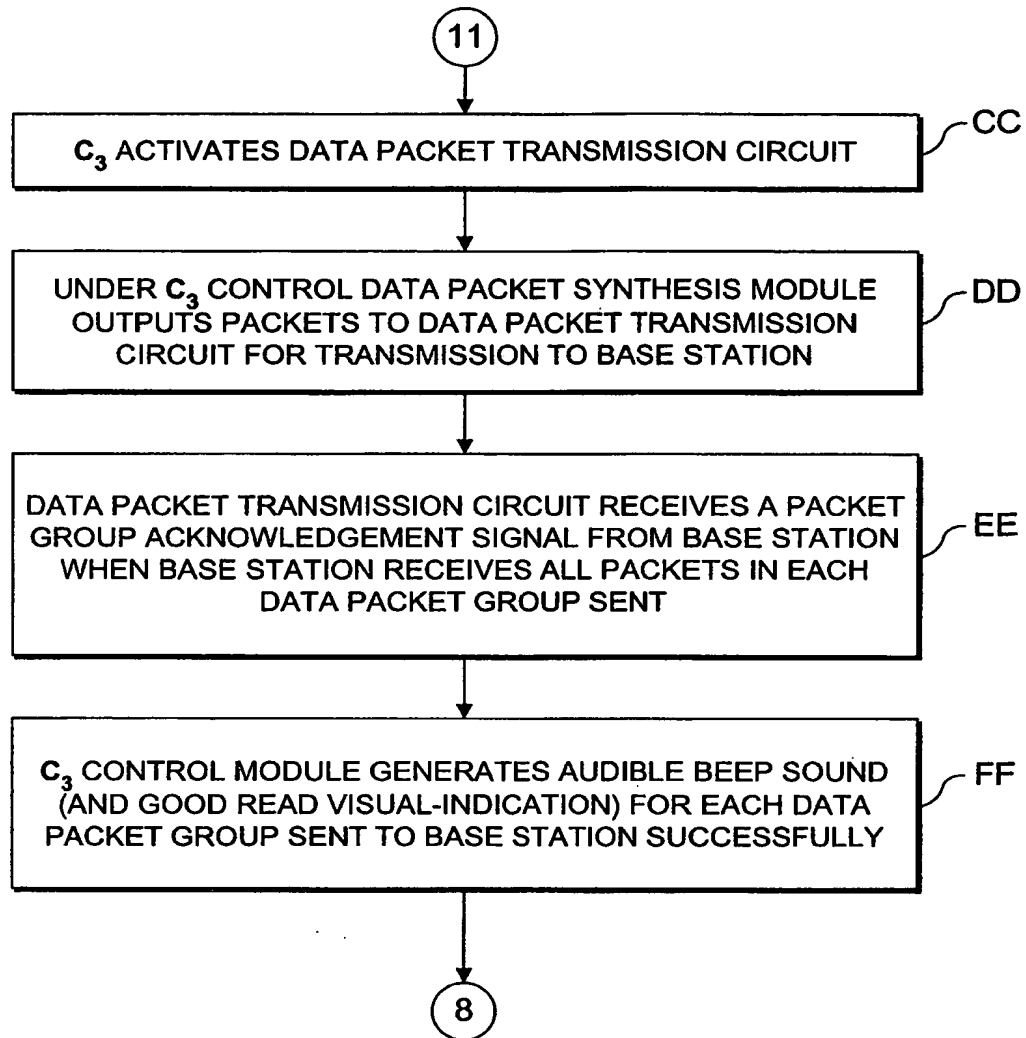 11
C₃ ACTIVATES DATA PACKET TRANSMISSION CIRCUIT
CC
UNDER C₃ CONTROL DATA PACKET SYNTHESIS MODULE
OUTPUTS PACKETS TO DATA PACKET TRANSMISSION
CIRCUIT FOR TRANSMISSION TO BASE STATION
DD
DATA PACKET TRANSMISSION CIRCUIT RECEIVES A PACKET
GROUP ACKNOWLEDGEMENT SIGNAL FROM BASE STATION
WHEN BASE STATION RECEIVES ALL PACKETS IN EACH
DATA PACKET GROUP SENT
EE
C₃ CONTROL MODULE GENERATES AUDIBLE BEEP SOUND
(AND GOOD READ VISUAL-INDICATION) FOR EACH DATA
PACKET GROUP SENT TO BASE STATION SUCCESSFULLY
FF
8